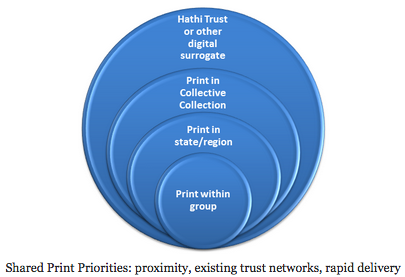 Hathi Trust
or other
digital
surrogate
Print in
Collective
Collection
Print in
state/region
Print within
group
Shared Print Priorities: proximity, existing trust networks, rapid delivery